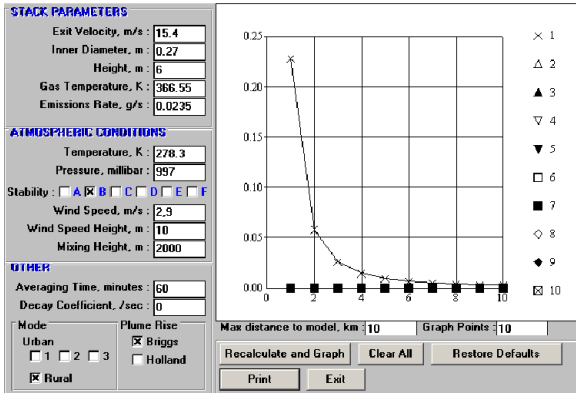 STACK PARAMETERS
Exit Velocity, m/s : 15.4
Inner Diameter, m : 0.27
Height, m : 6
Gas Temperature, K : 366.55
Emissions Rate, g/s : 0.0235
ATMOSPHERIC CONDITIONS
Temperature, K : 278.3
Pressure, millibar : 997
Stability : A B C D E F
Wind Speed, m/s : 2.9
Wind Speed Height, m : 10
Mixing Height, m : 2000
OTHER
Averaging Time, minutes : 60
Decay Coefficient, /sec : 0
Mode
Urban
1 2 3
Rural
Plume Rise
Briggs
Holland
0.25
0.20
0.15
0.10
0.05
0.00
0 2 4 6 8 10
1
2
3
4
5
6
7
8
9
10
Max distance to model, km : 10 Graph Points : 10
Recalculate and Graph Clear All Restore Defaults
Print Exit